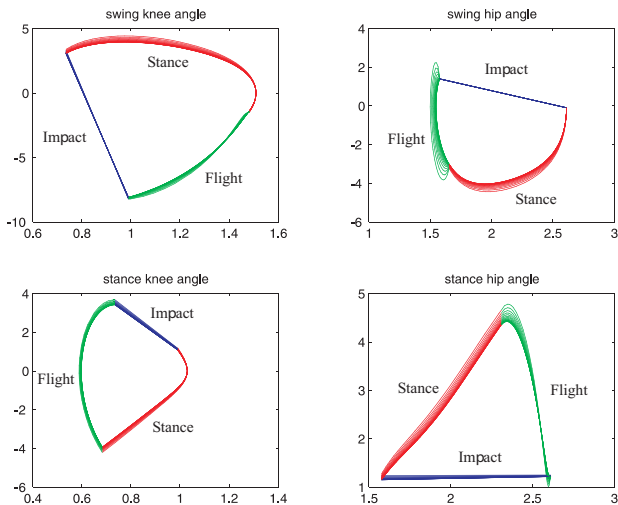 swing knee angle
5
0
-5
-10
0.6 0.8 1 1.2 1.4 1.6
Stance
Impact
Flight
swing hip angle
4
2
0
-2
-4
-6
1 1.5 2 2.5 3
Impact
Flight
Stance
stance knee angle
4
2
0
-2
-4
-6
0.4 0.6 0.8 1 1.2 1.4
Impact
Flight
Stance
stance hip angle
5
4
3
2
1
1.5 2 2.5 3
Stance
Flight
Impact